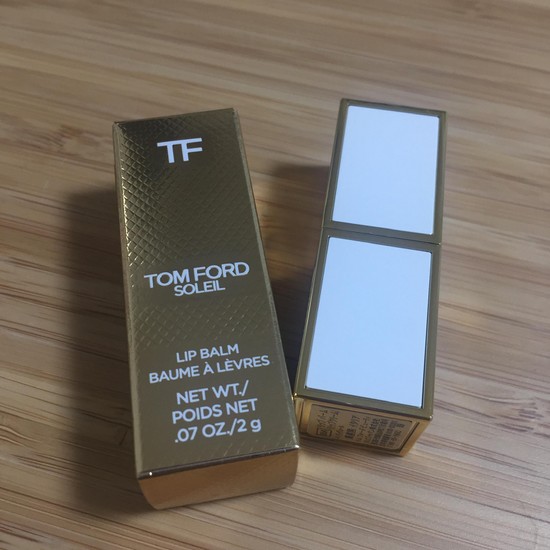 TF
TOM FORD
SOLEIL
LIP BALM
BAUME À LÈVRES
NET WT./
POIDS NET
.07 OZ./2 g